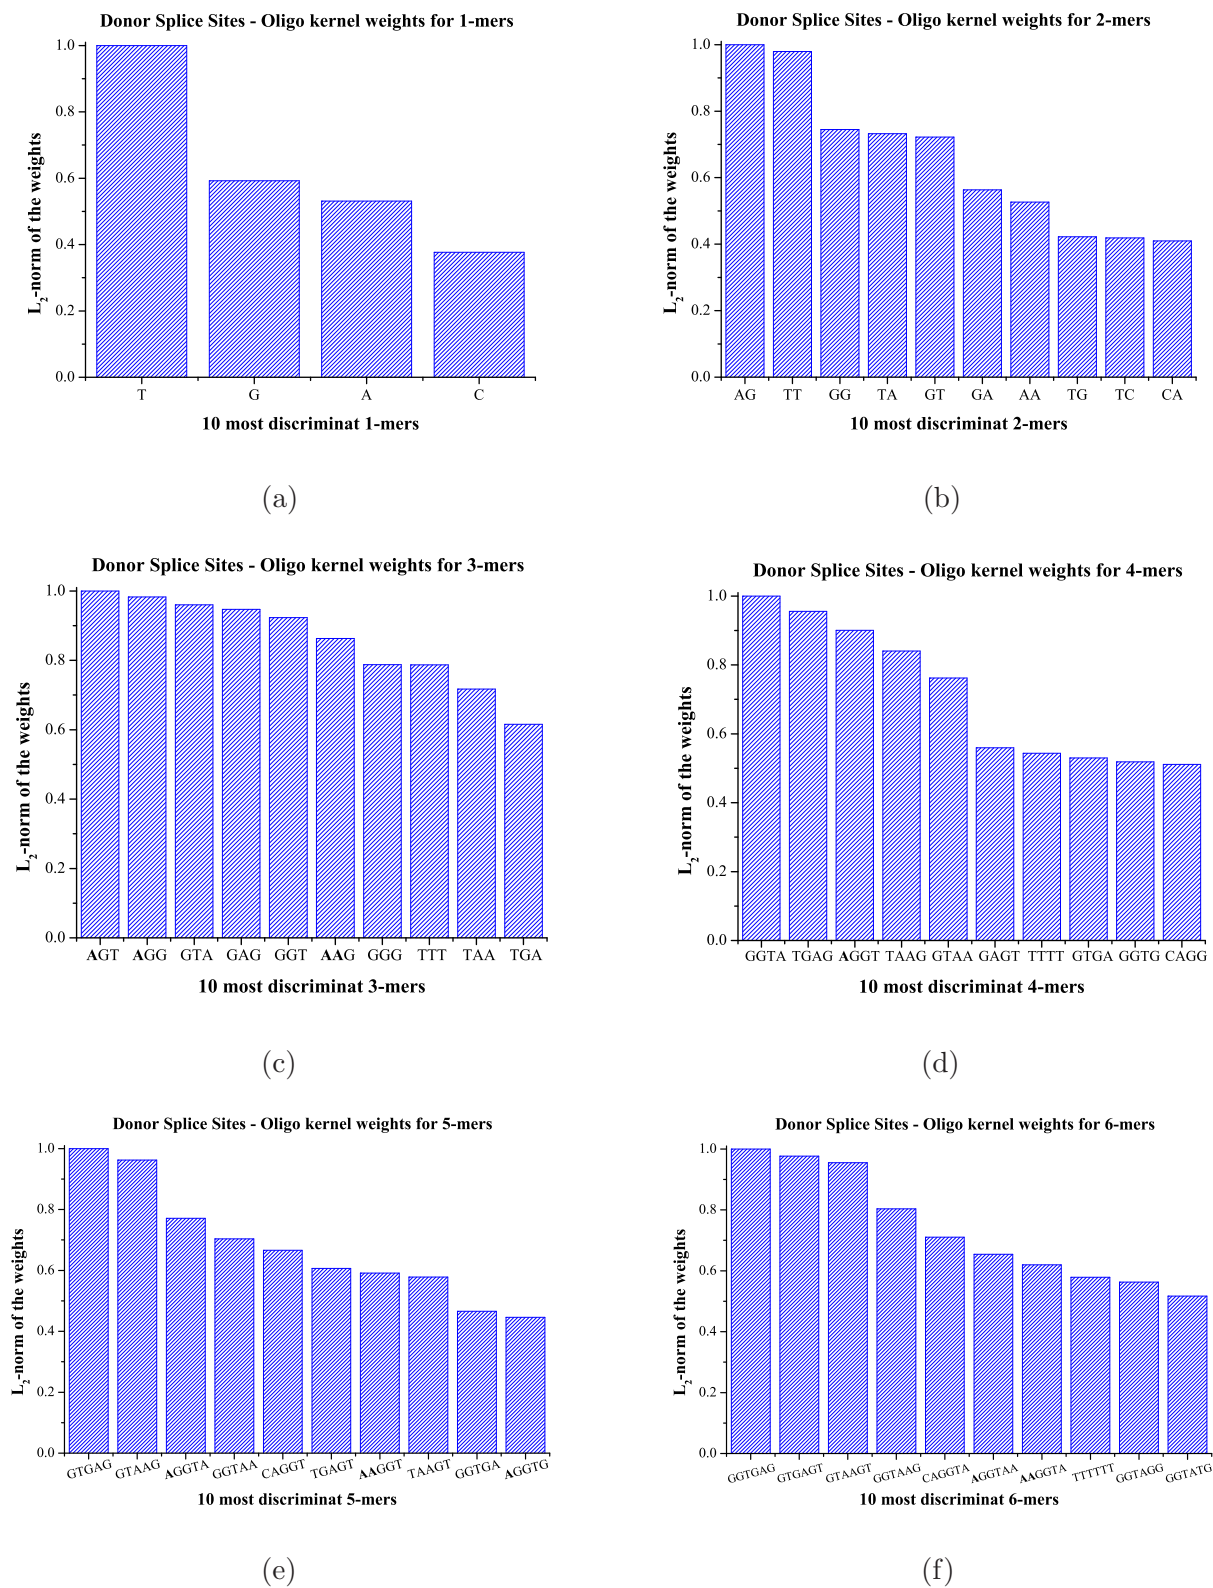 Donor Splice Sites - Oligo kernel weights for 1-mers
L2-norm of the weights
1.0
0.8
0.6
0.4
0.2
0.0
T G A C
10 most discriminat 1-mers
(a)
Donor Splice Sites - Oligo kernel weights for 2-mers
L2-norm of the weights
1.0
0.8
0.6
0.4
0.2
0.0
AG TT GG TA GT GA AA TG TC CA
10 most discriminat 2-mers
(b)
Donor Splice Sites - Oligo kernel weights for 3-mers
L2-norm of the weights
1.0
0.8
0.6
0.4
0.2
0.0
AGT AGG GTA GAG GGT AAG GGG TTT TAA TGA
10 most discriminat 3-mers
(c)
Donor Splice Sites - Oligo kernel weights for 4-mers
L2-norm of the weights
1.0
0.8
0.6
0.4
0.2
0.0
GGTA TGAG AGGT TAAG GTAA GAGT TTTT GTGA GGTG CAGG
10 most discriminat 4-mers
(d)
Donor Splice Sites - Oligo kernel weights for 5-mers
L2-norm of the weights
1.0
0.8
0.6
0.4
0.2
0.0
GTGAG GTAAG AGGTA GGTAA CAGGT TGAGT AAGGT TAAGT GGTGA AGGTG
10 most discriminat 5-mers
(e)
Donor Splice Sites - Oligo kernel weights for 6-mers
L2-norm of the weights
1.0
0.8
0.6
0.4
0.2
0.0
GGTGAG GTGAGT GTAAGT GGTAAG CAGGTA AGGTAA AAGGTA TTTTTT GGTAGG GGTATG
10 most discriminat 6-mers
(f)